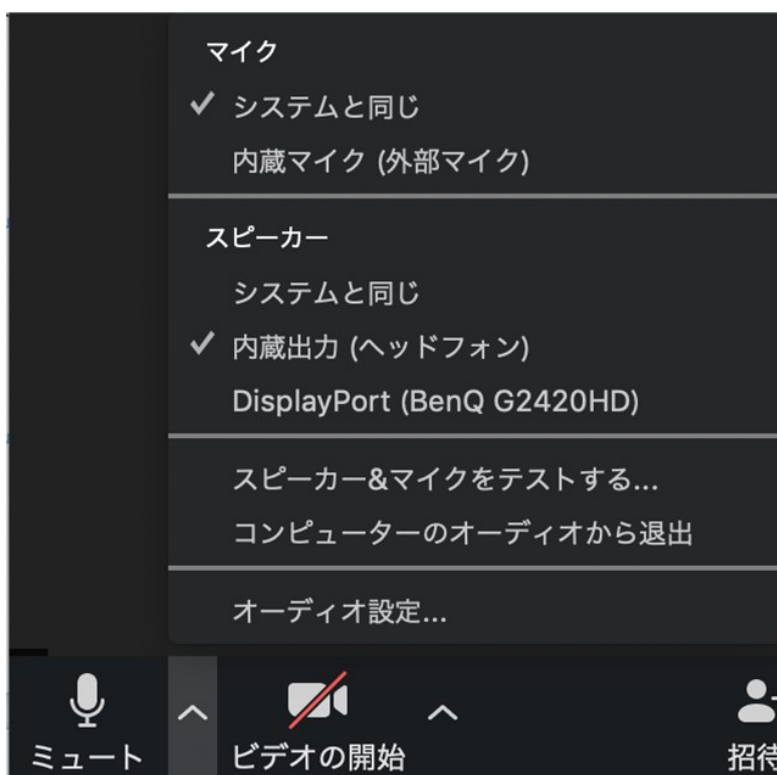 マイク
システムと同じ
内蔵マイク (外部マイク)
スピーカー
システムと同じ
内蔵出力 (ヘッドフォン)
DisplayPort (BenQ G2420HD)
スピーカー&マイクをテストする...
コンピューターのオーディオから退出
オーディオ設定...
ミュート
ビデオの開始
招待